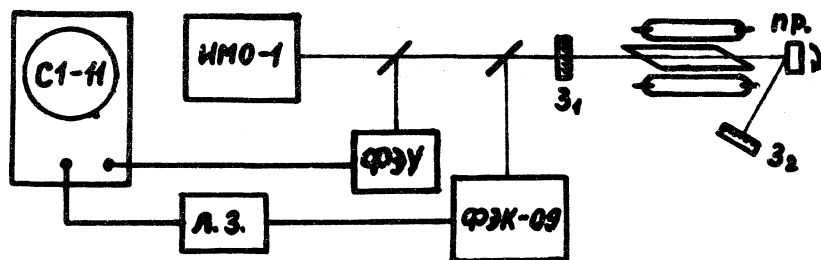 С1-11
ИМО-1
З₁
пр.
З₂
ФЭУ
Л.З.
ФЭК-09